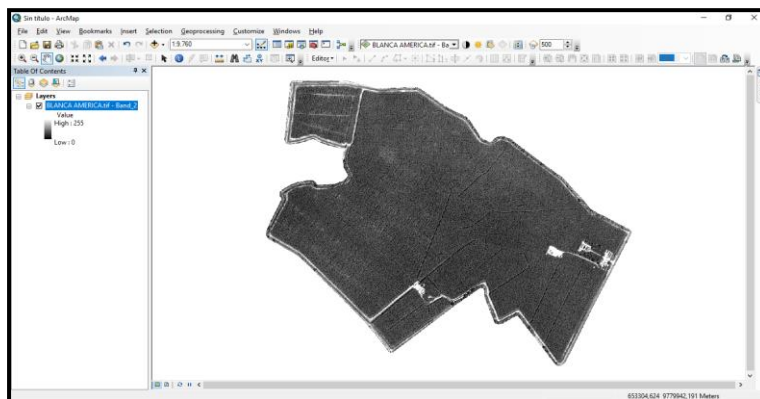 Sin título - ArcMap
File Edit View Bookmarks Insert Selection Geoprocessing Customize Windows Help
1:9.760
BLANCA AMERICA.tif - Ba
500
Editor
Table Of Contents
Layers
BLANCA AMERICA.tif - Band_2
Value
High : 255
Low : 0
653304,624 9779942,191 Meters